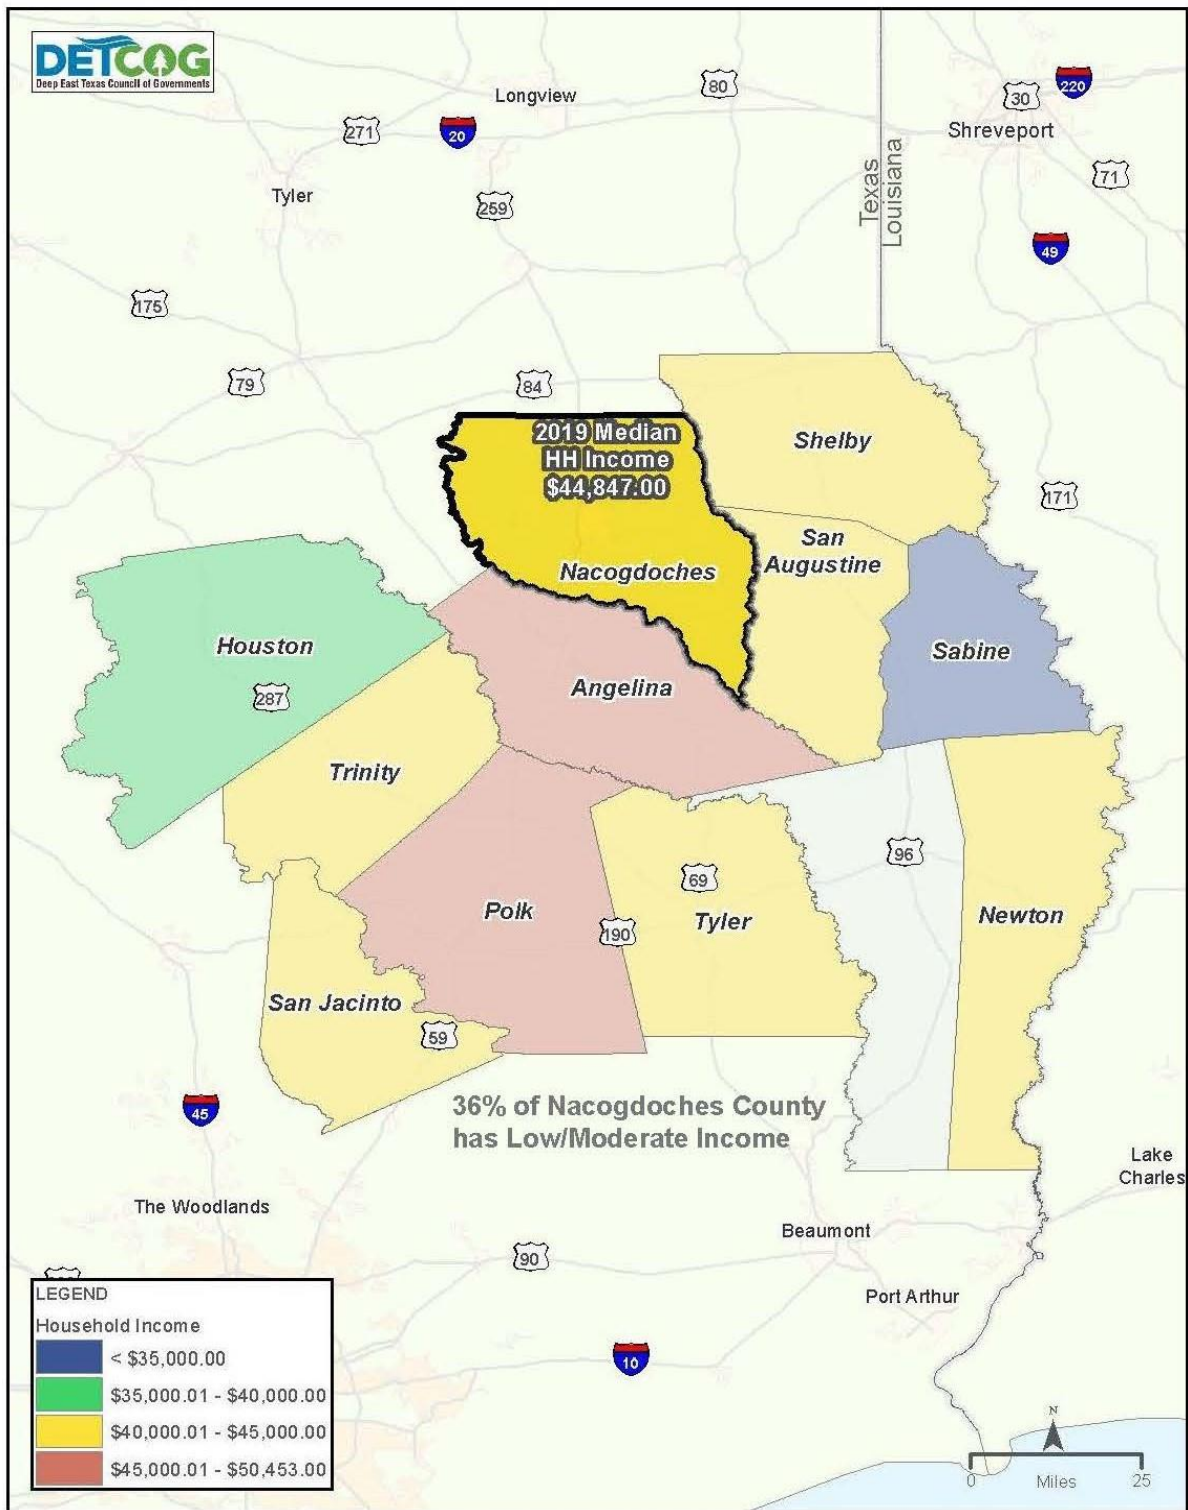 DETCOG
Deep East Texas Council of Governments
Longview
80
30
220
271
20
Shreveport
Texas
Louisiana
71
Tyler
259
49
175
79
84
2019 Median
HH Income
$44,847.00
Shelby
171
San
Augustine
Nacogdoches
Houston
Sabine
287
Angelina
Trinity
96
69
Polk
Tyler
Newton
190
San Jacinto
59
36% of Nacogdoches County
has Low/Moderate Income
45
Lake
Charles
The Woodlands
Beaumont
90
Port Arthur
LEGEND
Household Income
< $35,000.00
$35,000.01 - $40,000.00
$40,000.01 - $45,000.00
$45,000.01 - $50,453.00
10
N
0 Miles 25